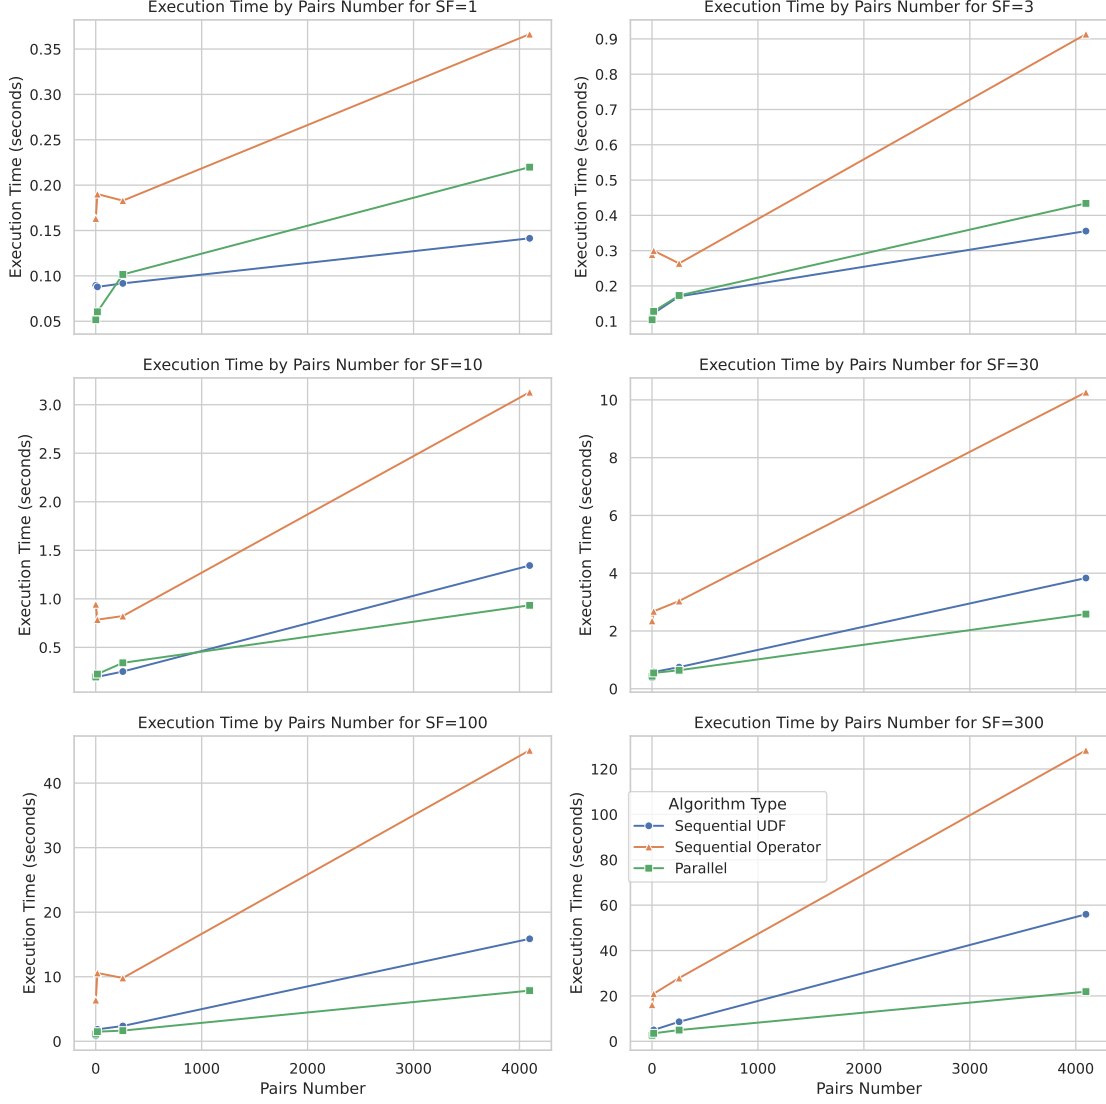 Execution Time by Pairs Number for SF=1
Execution Time (seconds)
0.35
0.30
0.25
0.20
0.15
0.10
0.05
Execution Time by Pairs Number for SF=3
Execution Time (seconds)
0.9
0.8
0.7
0.6
0.5
0.4
0.3
0.2
0.1
Execution Time by Pairs Number for SF=10
Execution Time (seconds)
3.0
2.5
2.0
1.5
1.0
0.5
Execution Time by Pairs Number for SF=30
Execution Time (seconds)
10
8
6
4
2
0
Execution Time by Pairs Number for SF=100
Execution Time (seconds)
40
30
20
10
0
0 1000 2000 3000 4000
Pairs Number
Execution Time by Pairs Number for SF=300
Execution Time (seconds)
120
100
80
60
40
20
0
Algorithm Type
Sequential UDF
Sequential Operator
Parallel
0 1000 2000 3000 4000
Pairs Number